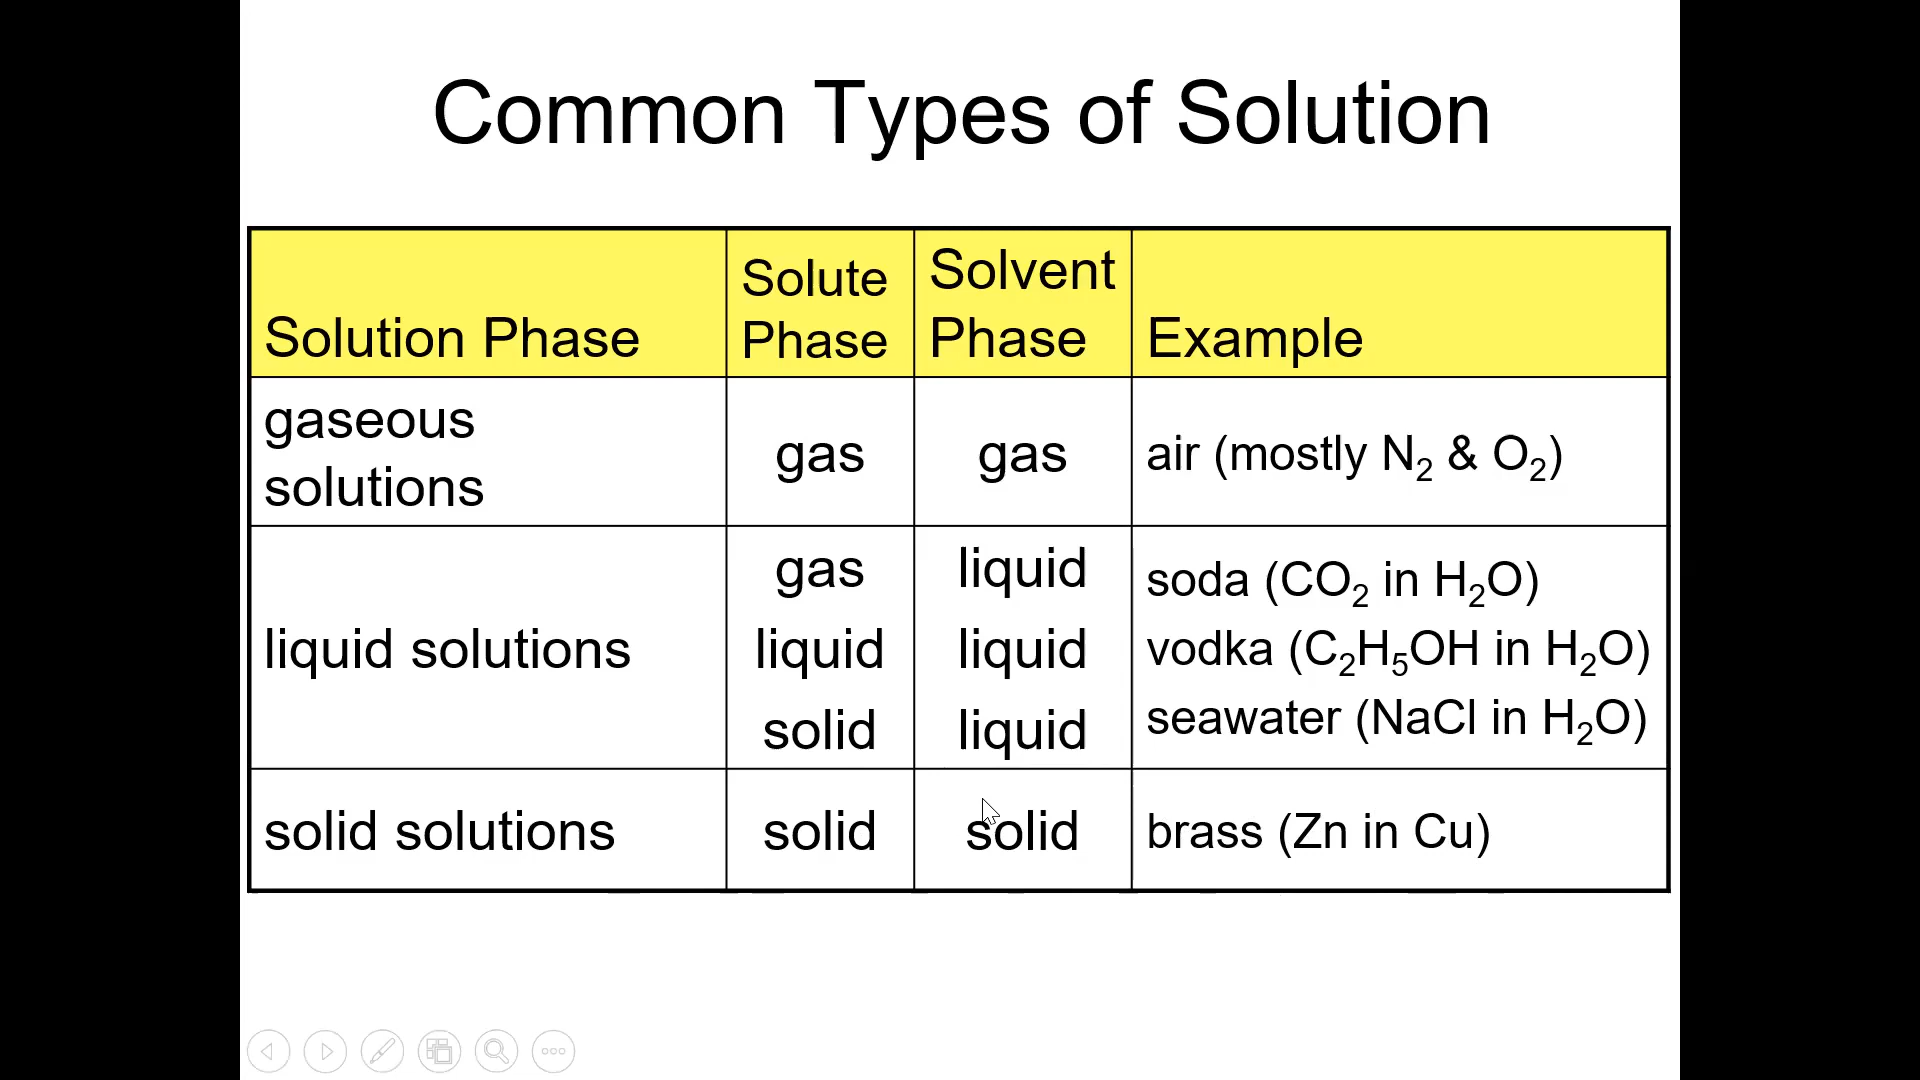 Common Types of Solution
Solution Phase
Solute
Phase
Solvent
Phase
Example
gaseous
solutions
gas
gas
air (mostly N₂ & O₂)
liquid solutions
gas
liquid
solid
liquid
liquid
liquid
soda (CO₂ in H₂O)
vodka (C₂H₅OH in H₂O)
seawater (NaCl in H₂O)
solid solutions
solid
solid
brass (Zn in Cu)